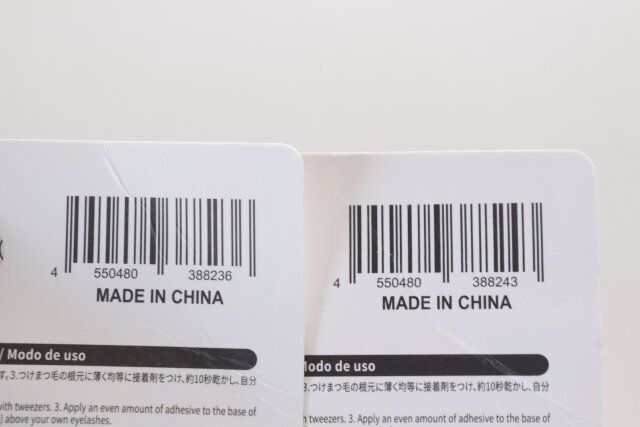 4 550480 388236
MADE IN CHINA
/ Modo de uso
す。3.つけまつ毛の根元に薄く均等に接着剤をつけ、約10秒乾かし、自分
with tweezers. 3. Apply an even amount of adhesive to the base of
) above your own eyelashes.
4 550480 388243
MADE IN CHINA
Modo de uso
3.つけまつ毛の根元に薄く均等に接着剤をつけ、約10秒乾かし、自分
h tweezers. 3. Apply an even amount of adhesive to the base of
above your own eyelashes.